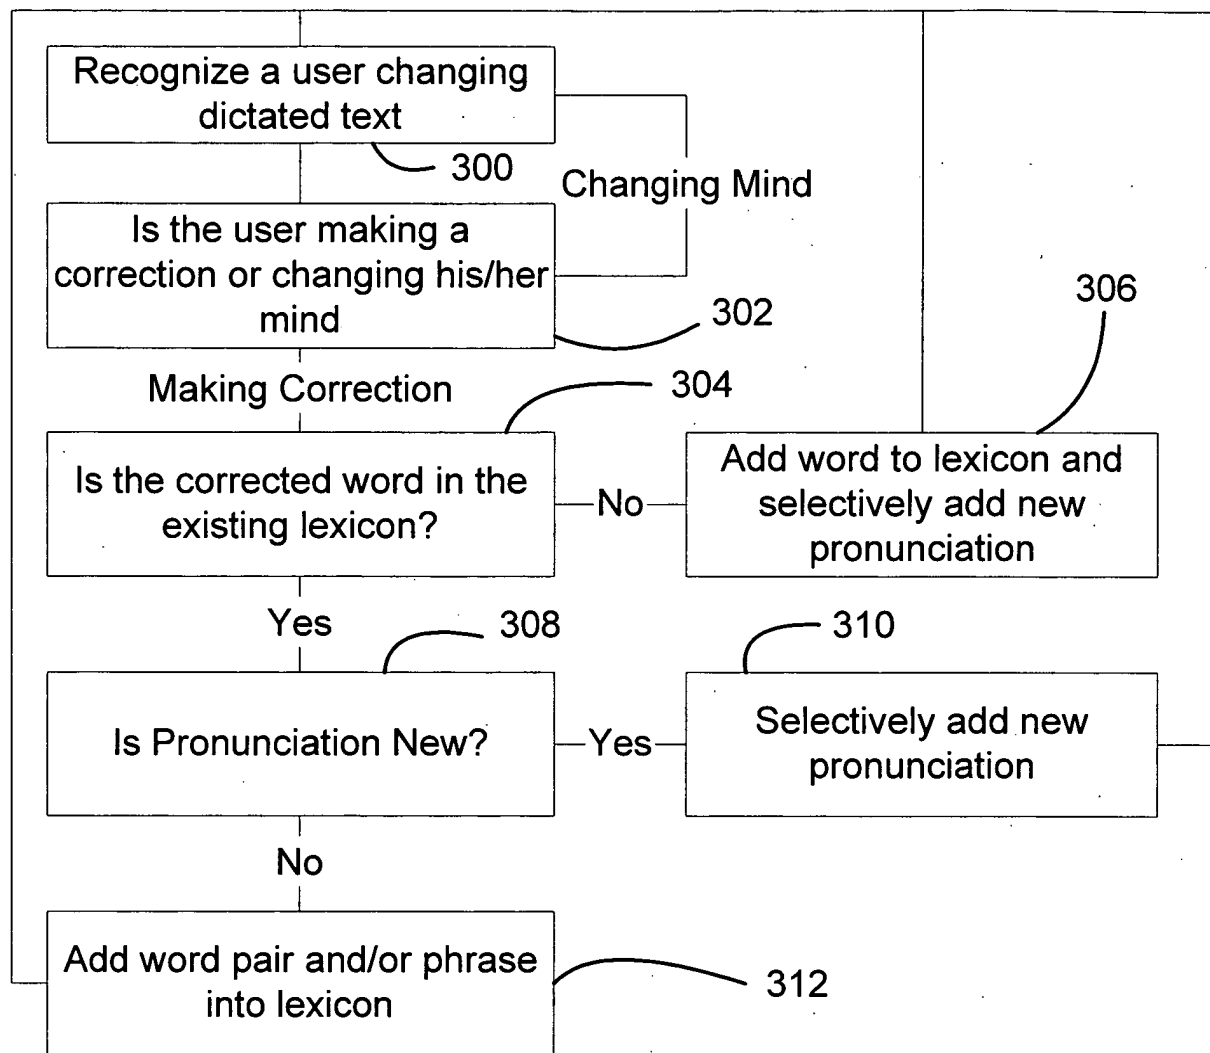 Recognize a user changing
dictated text
300
Changing Mind
Is the user making a
correction or changing his/her
mind
302
306
Making Correction
304
Is the corrected word in the
existing lexicon?
No
Add word to lexicon and
selectively add new
pronunciation
Yes
308
310
Is Pronunciation New?
Yes
Selectively add new
pronunciation
No
Add word pair and/or phrase
into lexicon
312